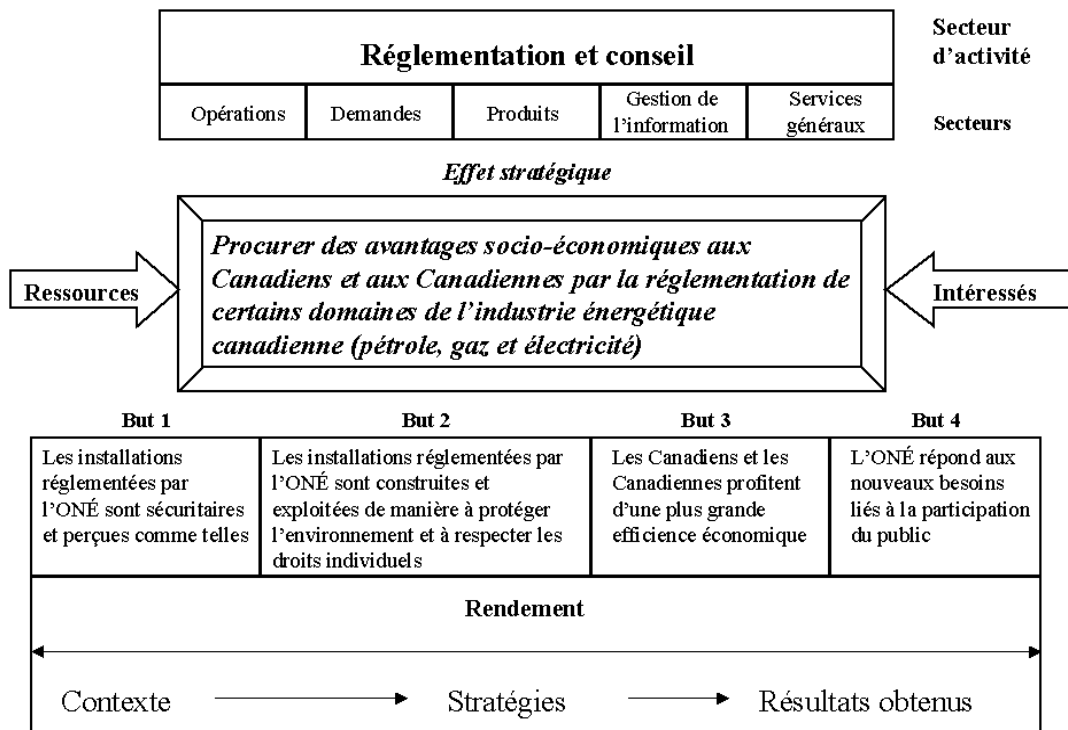 Réglementation et conseil
Secteur
d'activité
Opérations
Demandes
Produits
Gestion de
l'information
Services
généraux
Secteurs
Effet stratégique
Procurer des avantages socio-économiques aux
Canadiens et aux Canadiennes par la réglementation de
certains domaines de l'industrie énergétique
canadienne (pétrole, gaz et électricité)
Ressources
Intéressés
But 1
But 2
But 3
But 4
Les installations
réglementées par
l'ONÉ sont sécuritaires
et perçues comme telles
Les installations réglementées par
l'ONÉ sont construites et
exploitées de manière à protéger
l'environnement et à respecter les
droits individuels
Les Canadiens et les
Canadiennes profitent
d'une plus grande
efficience économique
L'ONÉ répond aux
nouveaux besoins
liés à la participation
du public
Rendement
Contexte
Stratégies
Résultats obtenus